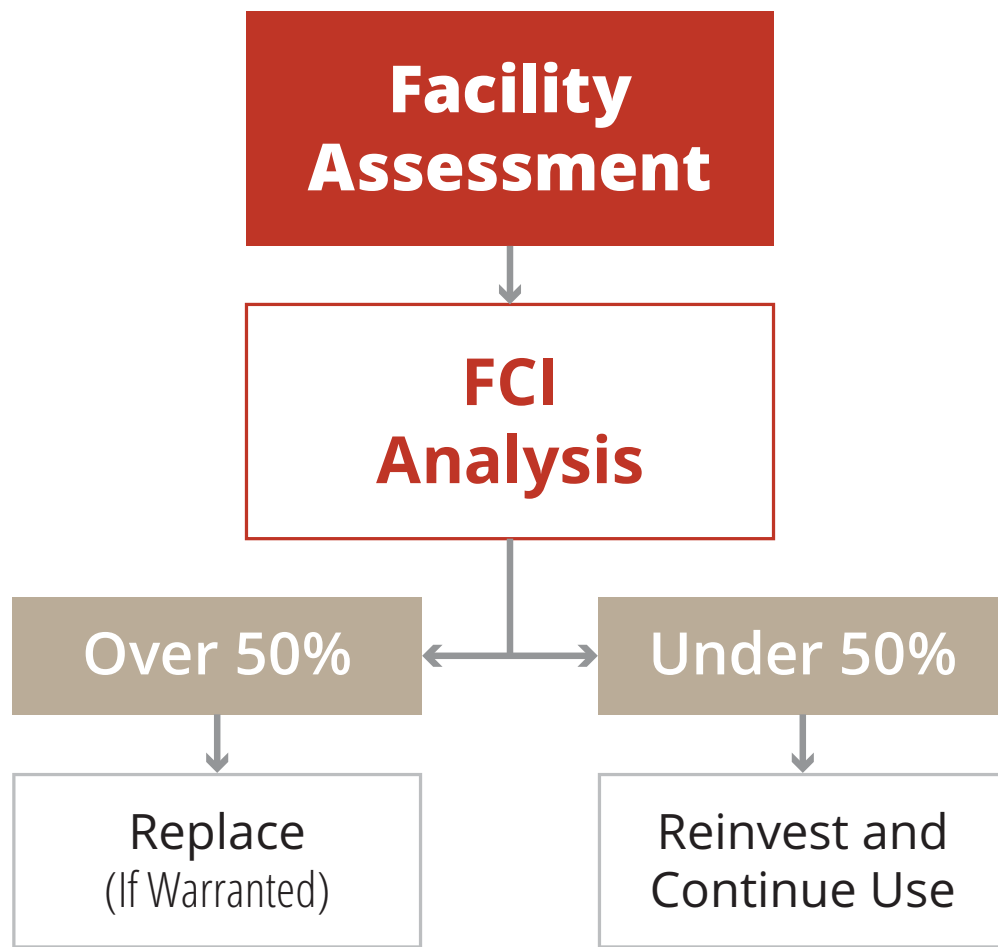 Facility
Assessment
FCI
Analysis
Over 50%
Under 50%
Replace
(If Warranted)
Reinvest and
Continue Use